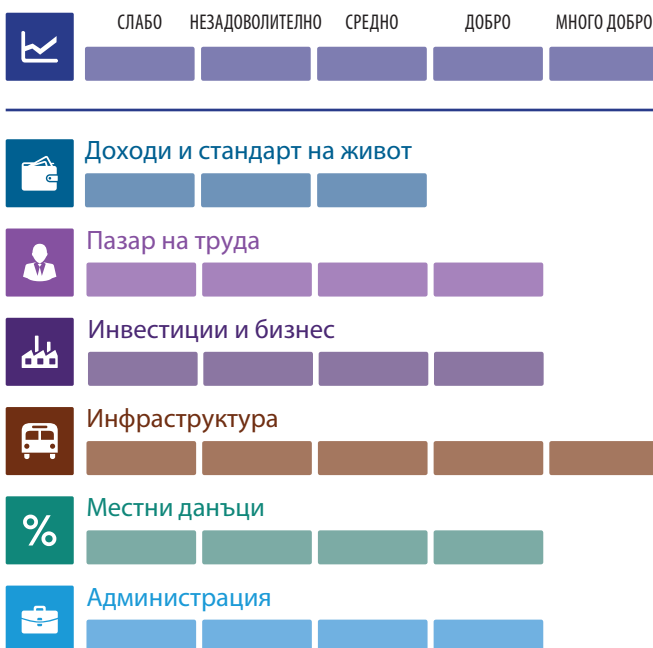 СЛАБО НЕЗАДОВОЛИТЕЛНО СРЕДНО ДОБРО МНОГО ДОБРО
Доходи и стандарт на живот
Пазар на труда
Инвестиции и бизнес
Инфраструктура
Местни данъци
%
Администрация